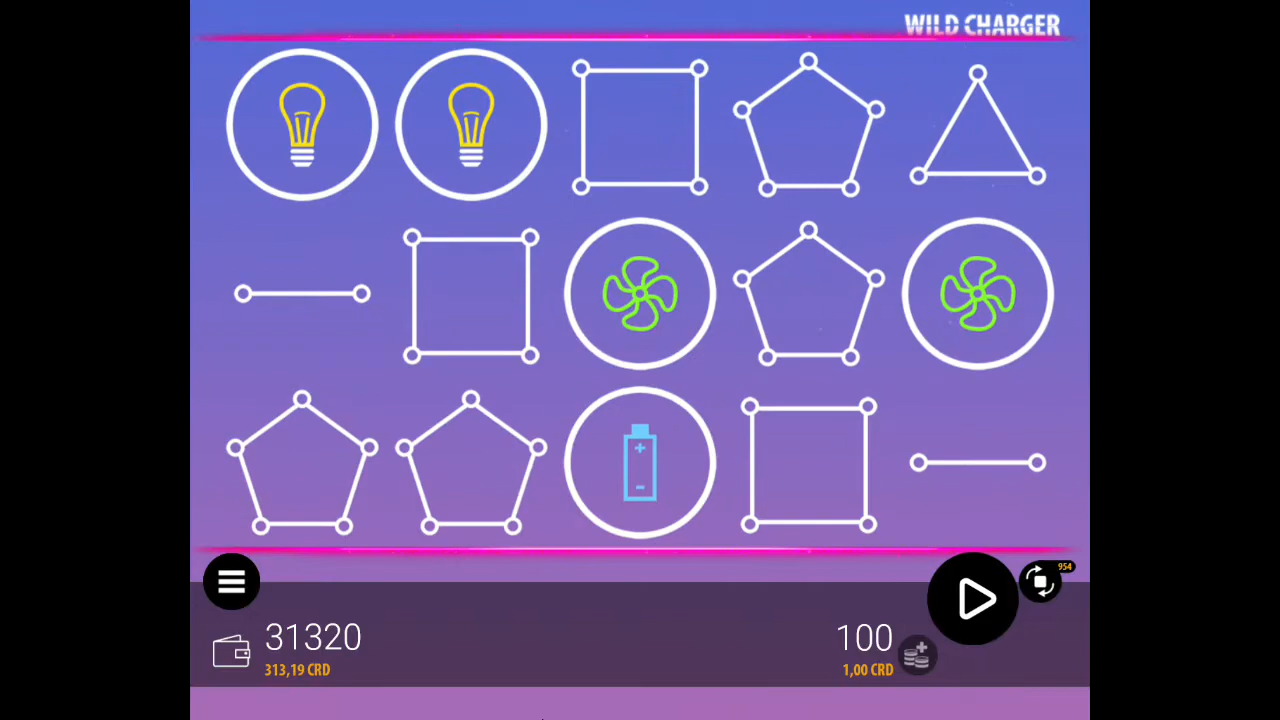 WILD CHARGER
954
31320
313,19 CRD
100
1,00 CRD